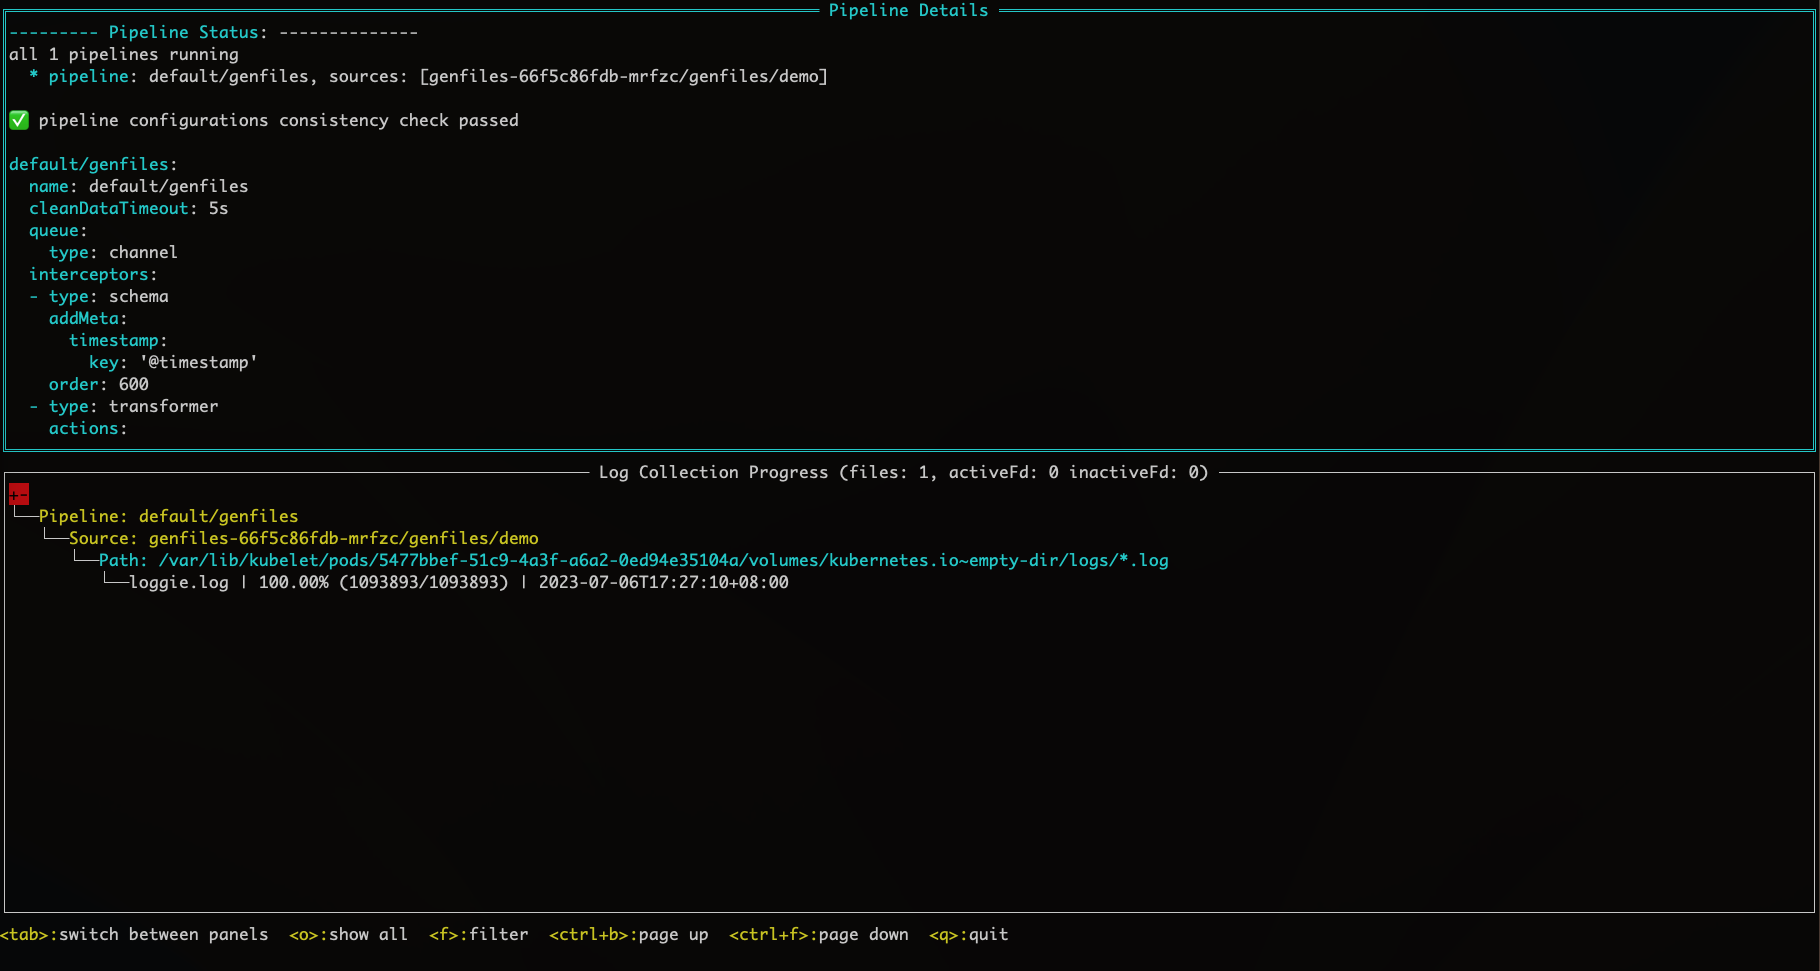 Pipeline Details
--------- Pipeline Status: --------------
all 1 pipelines running
  * pipeline: default/genfiles, sources: [genfiles-66f5c86fdb-mrfzc/genfiles/demo]
✅ pipeline configurations consistency check passed
default/genfiles:
  name: default/genfiles
  cleanDataTimeout: 5s
  queue:
    type: channel
  interceptors:
  - type: schema
    addMeta:
      timestamp:
        key: '@timestamp'
    order: 600
  - type: transformer
    actions:
Log Collection Progress (files: 1, activeFd: 0 inactiveFd: 0)
+-
└──Pipeline: default/genfiles
   └──Source: genfiles-66f5c86fdb-mrfzc/genfiles/demo
      └──Path: /var/lib/kubelet/pods/5477bbef-51c9-4a3f-a6a2-0ed94e35104a/volumes/kubernetes.io~empty-dir/logs/*.log
         └──loggie.log | 100.00% (1093893/1093893) | 2023-07-06T17:27:10+08:00
<tab>:switch between panels  <o>:show all  <f>:filter  <ctrl+b>:page up  <ctrl+f>:page down  <q>:quit